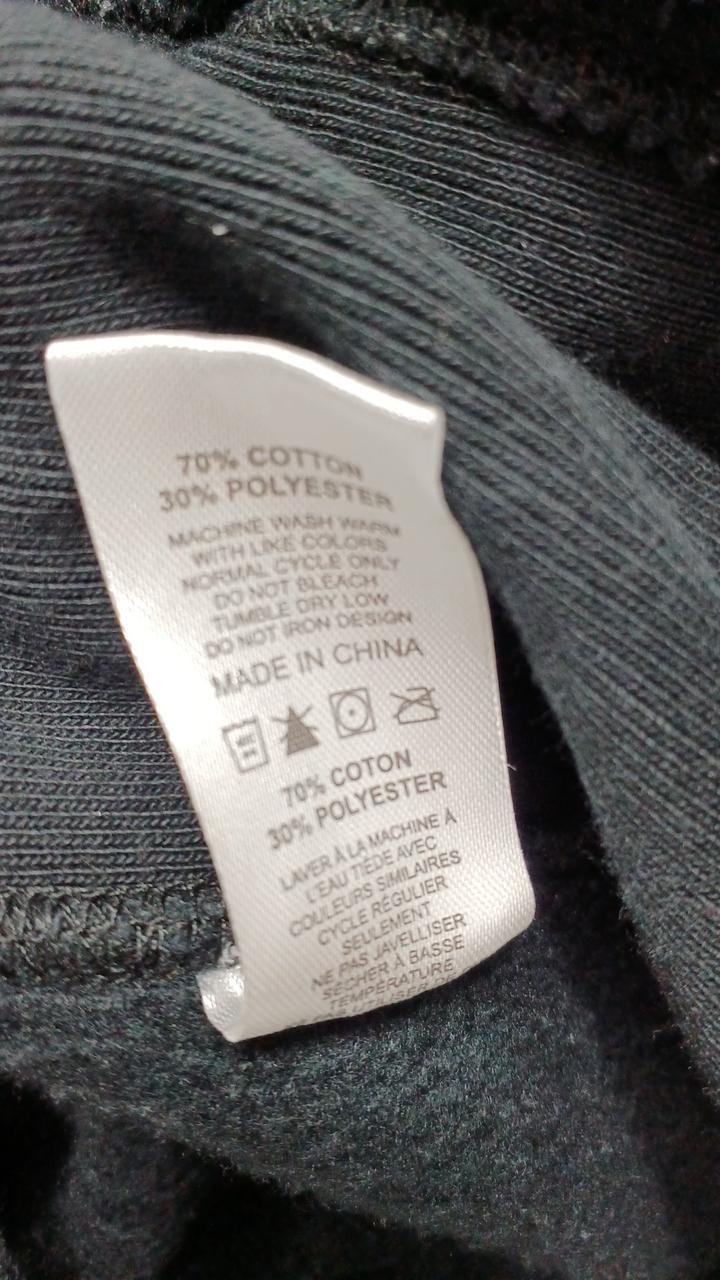 70% COTTON
30% POLYESTER
MACHINE WASH WARM
WITH LIKE COLORS
NORMAL CYCLE ONLY
DO NOT BLEACH
TUMBLE DRY LOW
DO NOT IRON DESIGN
MADE IN CHINA
70% COTON
30% POLYESTER
LAVER À LA MACHINE À
L'EAU TIÈDE AVEC
COULEURS SIMILAIRES
CYCLE RÉGULIER
SEULEMENT
NE PAS JAVELLISER
SÉCHER À BASSE
TEMPÉRATURE
PAS UTILISER